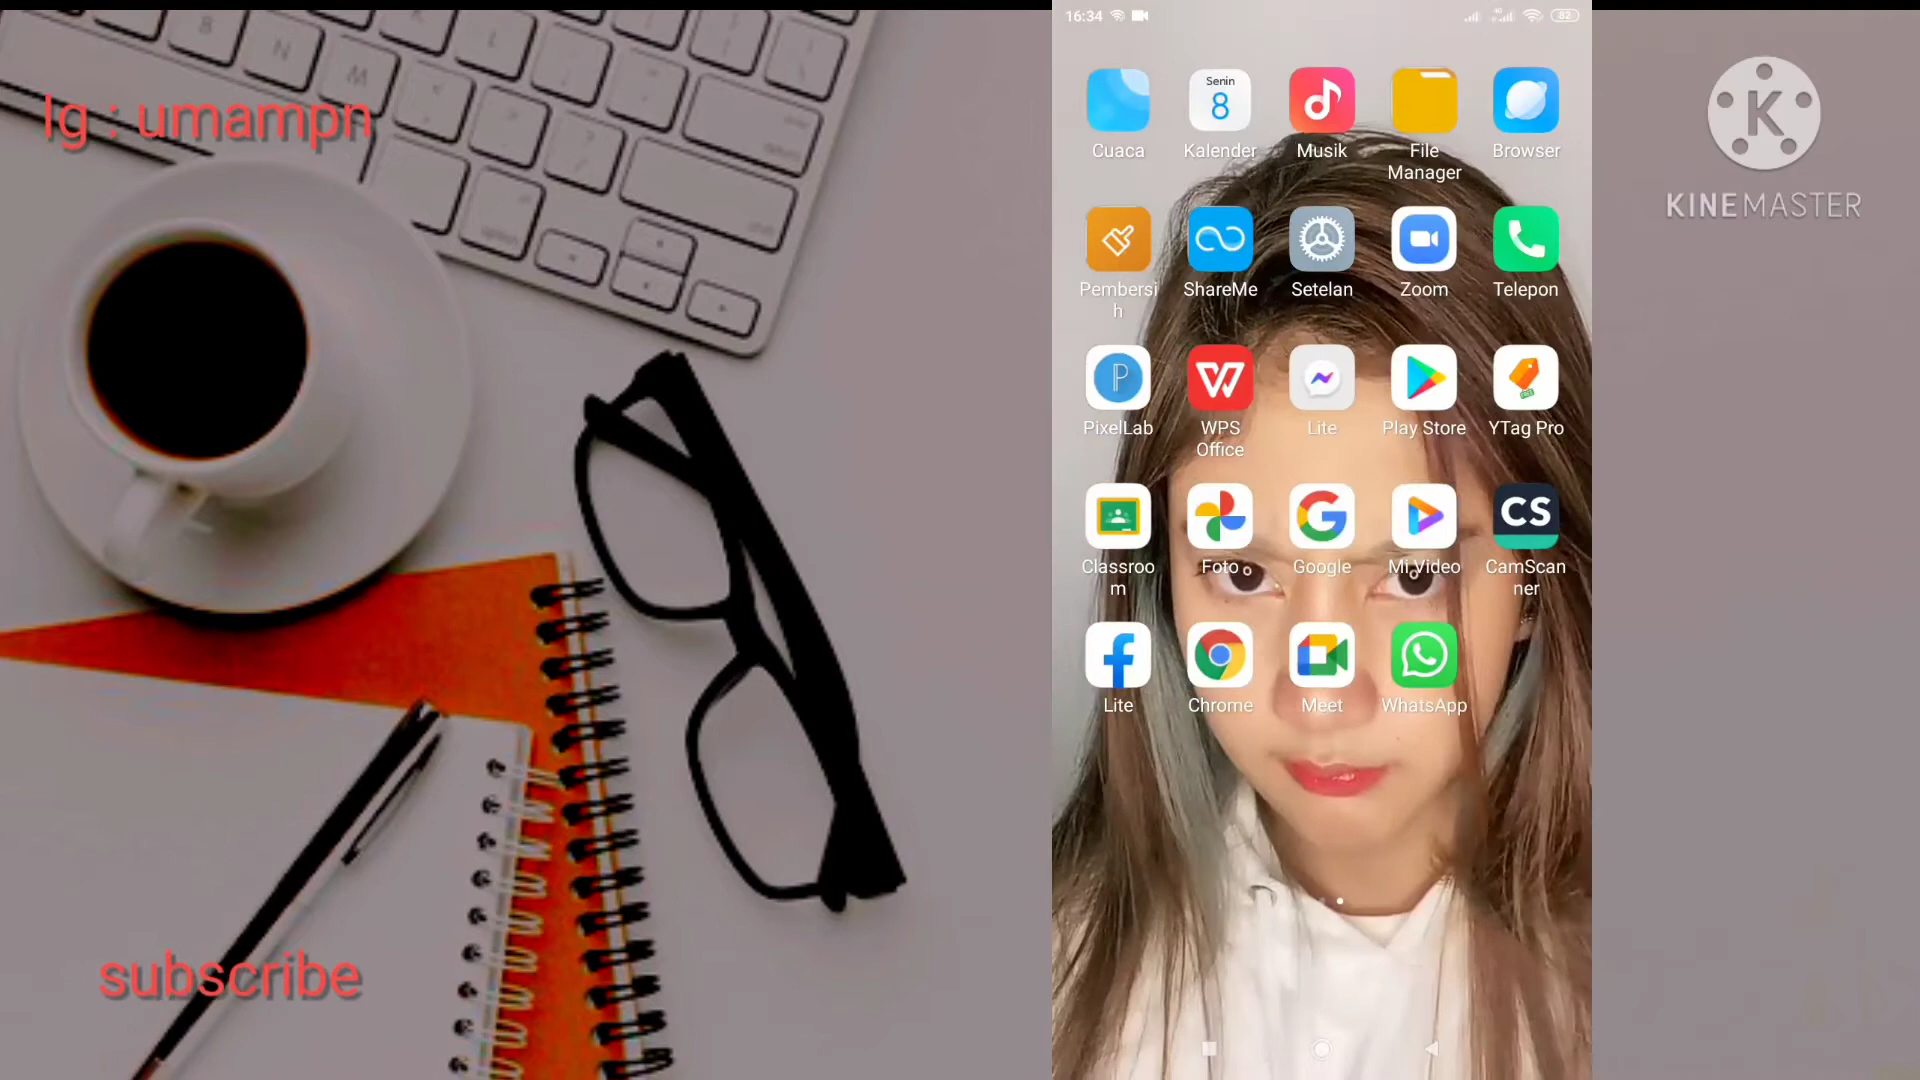 Ig : umampn
subscribe
16:34
82
Senin
8
Cuaca
Kalender
Musik
File
Manager
Browser
Pembersi
h
ShareMe
Setelan
Zoom
Telepon
PixelLab
WPS
Office
Lite
Play Store
YTag Pro
CS
Classroo
m
Foto
Google
Mi Video
CamScan
ner
Lite
Chrome
Meet
WhatsApp
K
KINEMASTER